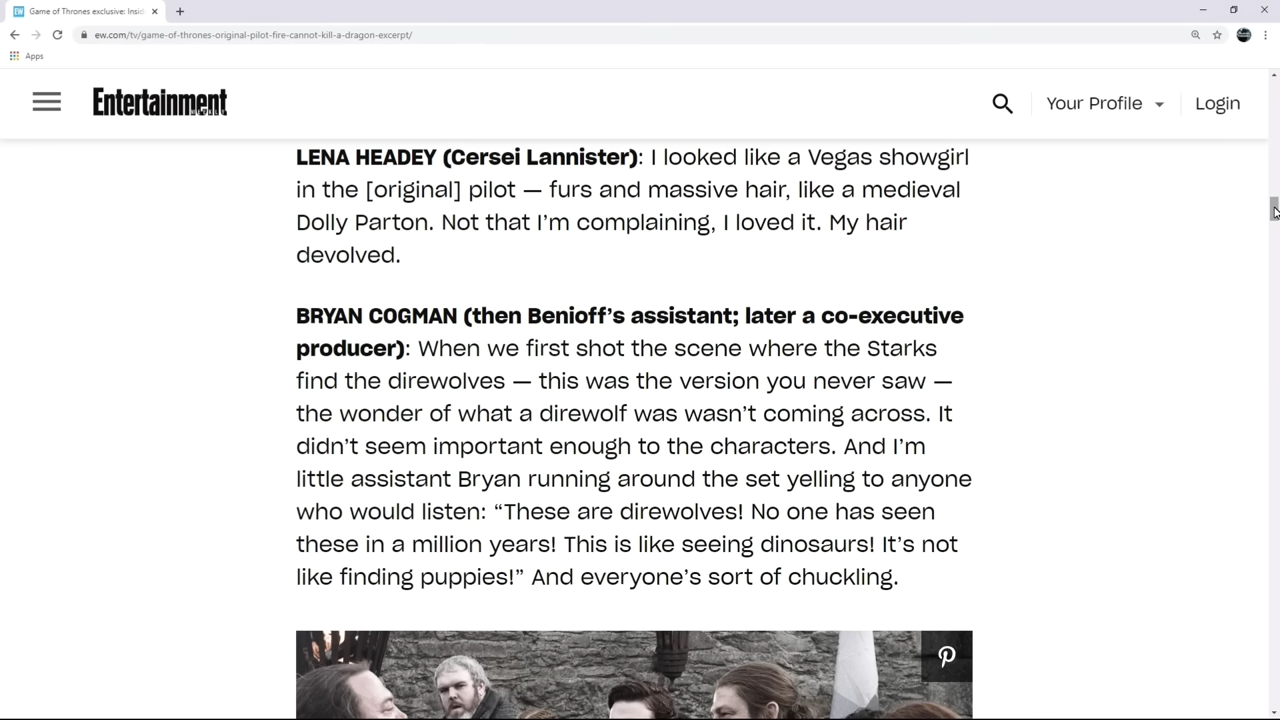 Game of Thrones exclusive: Insid
ew.com/tv/game-of-thrones-original-pilot-fire-cannot-kill-a-dragon-excerpt/
Apps
Entertainment
Your Profile
Login
LENA HEADEY (Cersei Lannister): I looked like a Vegas showgirl
in the [original] pilot — furs and massive hair, like a medieval
Dolly Parton. Not that I’m complaining, I loved it. My hair
devolved.
BRYAN COGMAN (then Benioff’s assistant; later a co-executive
producer): When we first shot the scene where the Starks
find the direwolves — this was the version you never saw —
the wonder of what a direwolf was wasn’t coming across. It
didn’t seem important enough to the characters. And I’m
little assistant Bryan running around the set yelling to anyone
who would listen: “These are direwolves! No one has seen
these in a million years! This is like seeing dinosaurs! It’s not
like finding puppies!” And everyone’s sort of chuckling.